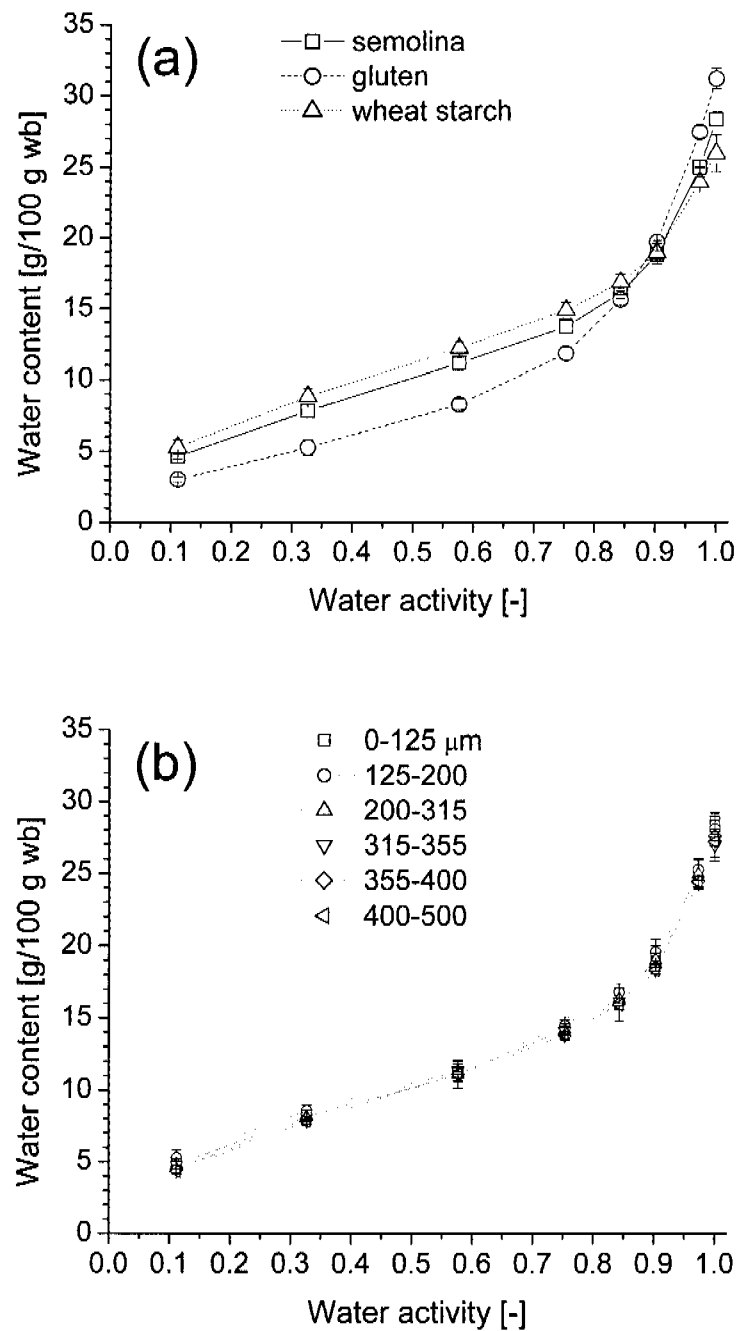 (a)
semolina
gluten
wheat starch
35
30
25
20
15
10
5
0
Water content [g/100 g wb]
0.0 0.1 0.2 0.3 0.4 0.5 0.6 0.7 0.8 0.9 1.0
Water activity [-]
(b)
0-125 μm
125-200
200-315
315-355
355-400
400-500
35
30
25
20
15
10
5
0
Water content [g/100 g wb]
0.0 0.1 0.2 0.3 0.4 0.5 0.6 0.7 0.8 0.9 1.0
Water activity [-]